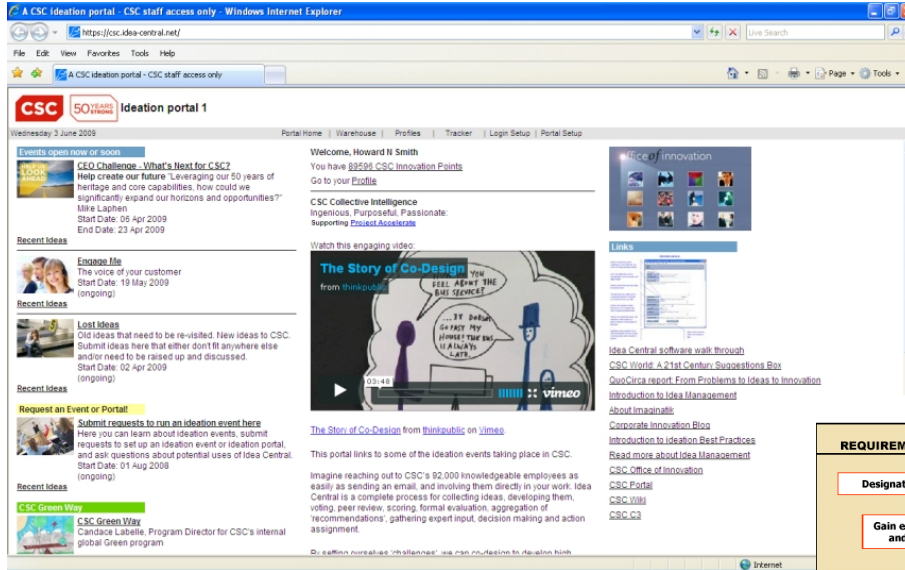 A CSC ideation portal - CSC staff access only - Windows Internet Explorer
https://csc.idea-central.net/
Live Search
File Edit View Favorites Tools Help
A CSC ideation portal - CSC staff access only
Page Tools
CSC 50 YEARS STRONG Ideation portal 1
Wednesday 3 June 2009
Portal Home | Warehouse | Profiles | Tracker | Login Setup | Portal Setup
Events open now or soon
HELP US LOOK AHEAD
CEO Challenge - What's Next for CSC?
Help create our future "Leveraging our 50 years of
heritage and core capabilities, how could we
significantly expand our horizons and opportunities?"
Mike Laphen
Start Date: 06 Apr 2009
End Date: 23 Apr 2009
Recent Ideas
Engage Me
The voice of your customer
Start Date: 19 May 2009
(ongoing)
Recent Ideas
Lost Ideas
Old ideas that need to be re-visited. New ideas to CSC.
Submit ideas here that either don't fit anywhere else
and/or need to be raised up and discussed.
Start Date: 02 Apr 2009
(ongoing)
Recent Ideas
Request an Event or Portal!
Submit requests to run an ideation event here
Here you can learn about ideation events, submit
requests to set up an ideation event or ideation portal,
and ask questions about potential uses of Idea Central.
Start Date: 01 Aug 2008
(ongoing)
Recent Ideas
CSC Green Way
CSC Green Way
Candace Labelle, Program Director for CSC's internal
global Green program
Welcome, Howard N Smith
You have 89596 CSC Innovation Points
Go to your Profile
CSC Collective Intelligence
Ingenious, Purposeful, Passionate:
Supporting Project Accelerate
Watch this engaging video:
The Story of Co-Design
from thinkpublic
YOU
FEEL ABOUT THE
BUS SERVICE?
...IT DOESN'T
GO PAST MY
HOUSE! THE BUS
IS ALWAYS
LATE.
03:48
vimeo
The Story of Co-Design from thinkpublic on Vimeo.
This portal links to some of the ideation events taking place in CSC.
Imagine reaching out to CSC's 92,000 knowledgeable employees as
easily as sending an email, and involving them directly in your work. Idea
Central is a complete process for collecting ideas, developing them,
voting, peer review, scoring, formal evaluation, aggregation of
'recommendations', gathering expert input, decision making and action
assignment.
By setting ourselves 'challenges', we can co-design to develop high
office of innovation
Links
Idea Central software walk through
CSC World: A 21st Century Suggestions Box
QuoCirca report: From Problems to Ideas to Innovation
Introduction to Idea Management
About Imaginatik
Corporate Innovation Blog
Introduction to ideation Best Practices
Read more about Idea Management
CSC Office of Innovation
CSC Portal
CSC Wiki
CSC C3
REQUIREM
Designat
Gain e
and
Internet